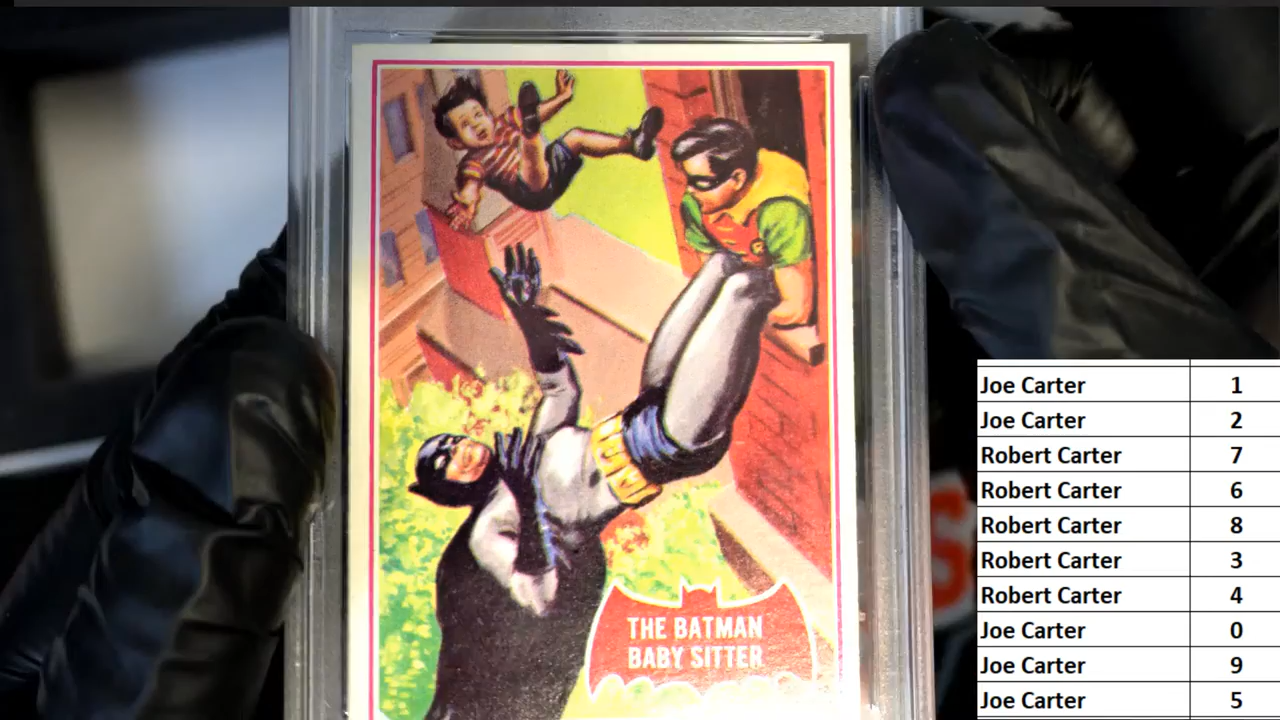 THE BATMAN
BABY SITTER
Joe Carter 1
Joe Carter 2
Robert Carter 7
Robert Carter 6
Robert Carter 8
Robert Carter 3
Robert Carter 4
Joe Carter 0
Joe Carter 9
Joe Carter 5